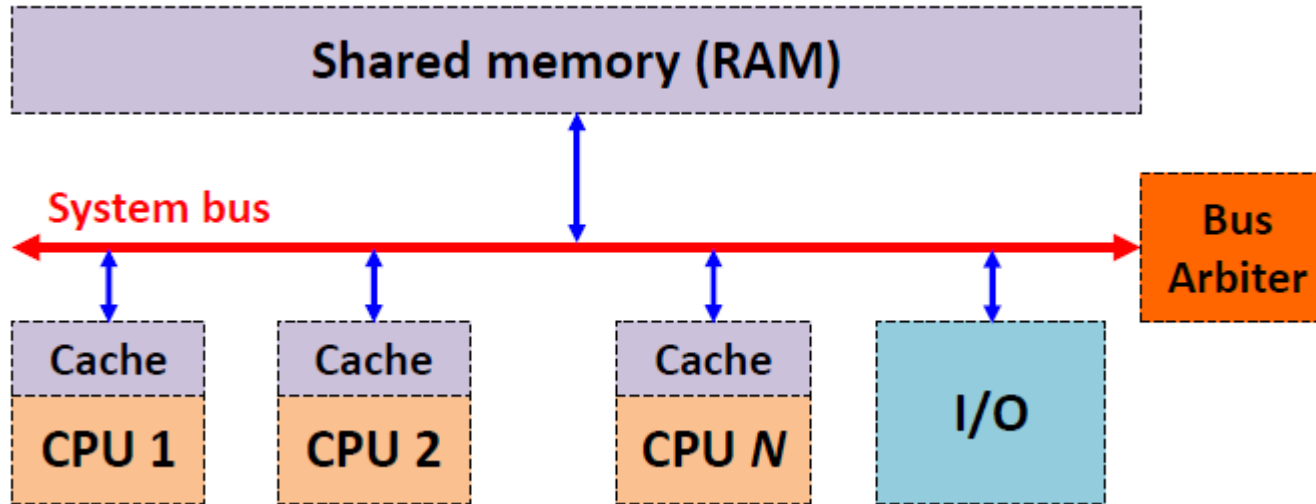 Shared memory (RAM)
System bus
Bus
Arbiter
Cache
CPU 1
Cache
CPU 2
Cache
CPU N
I/O